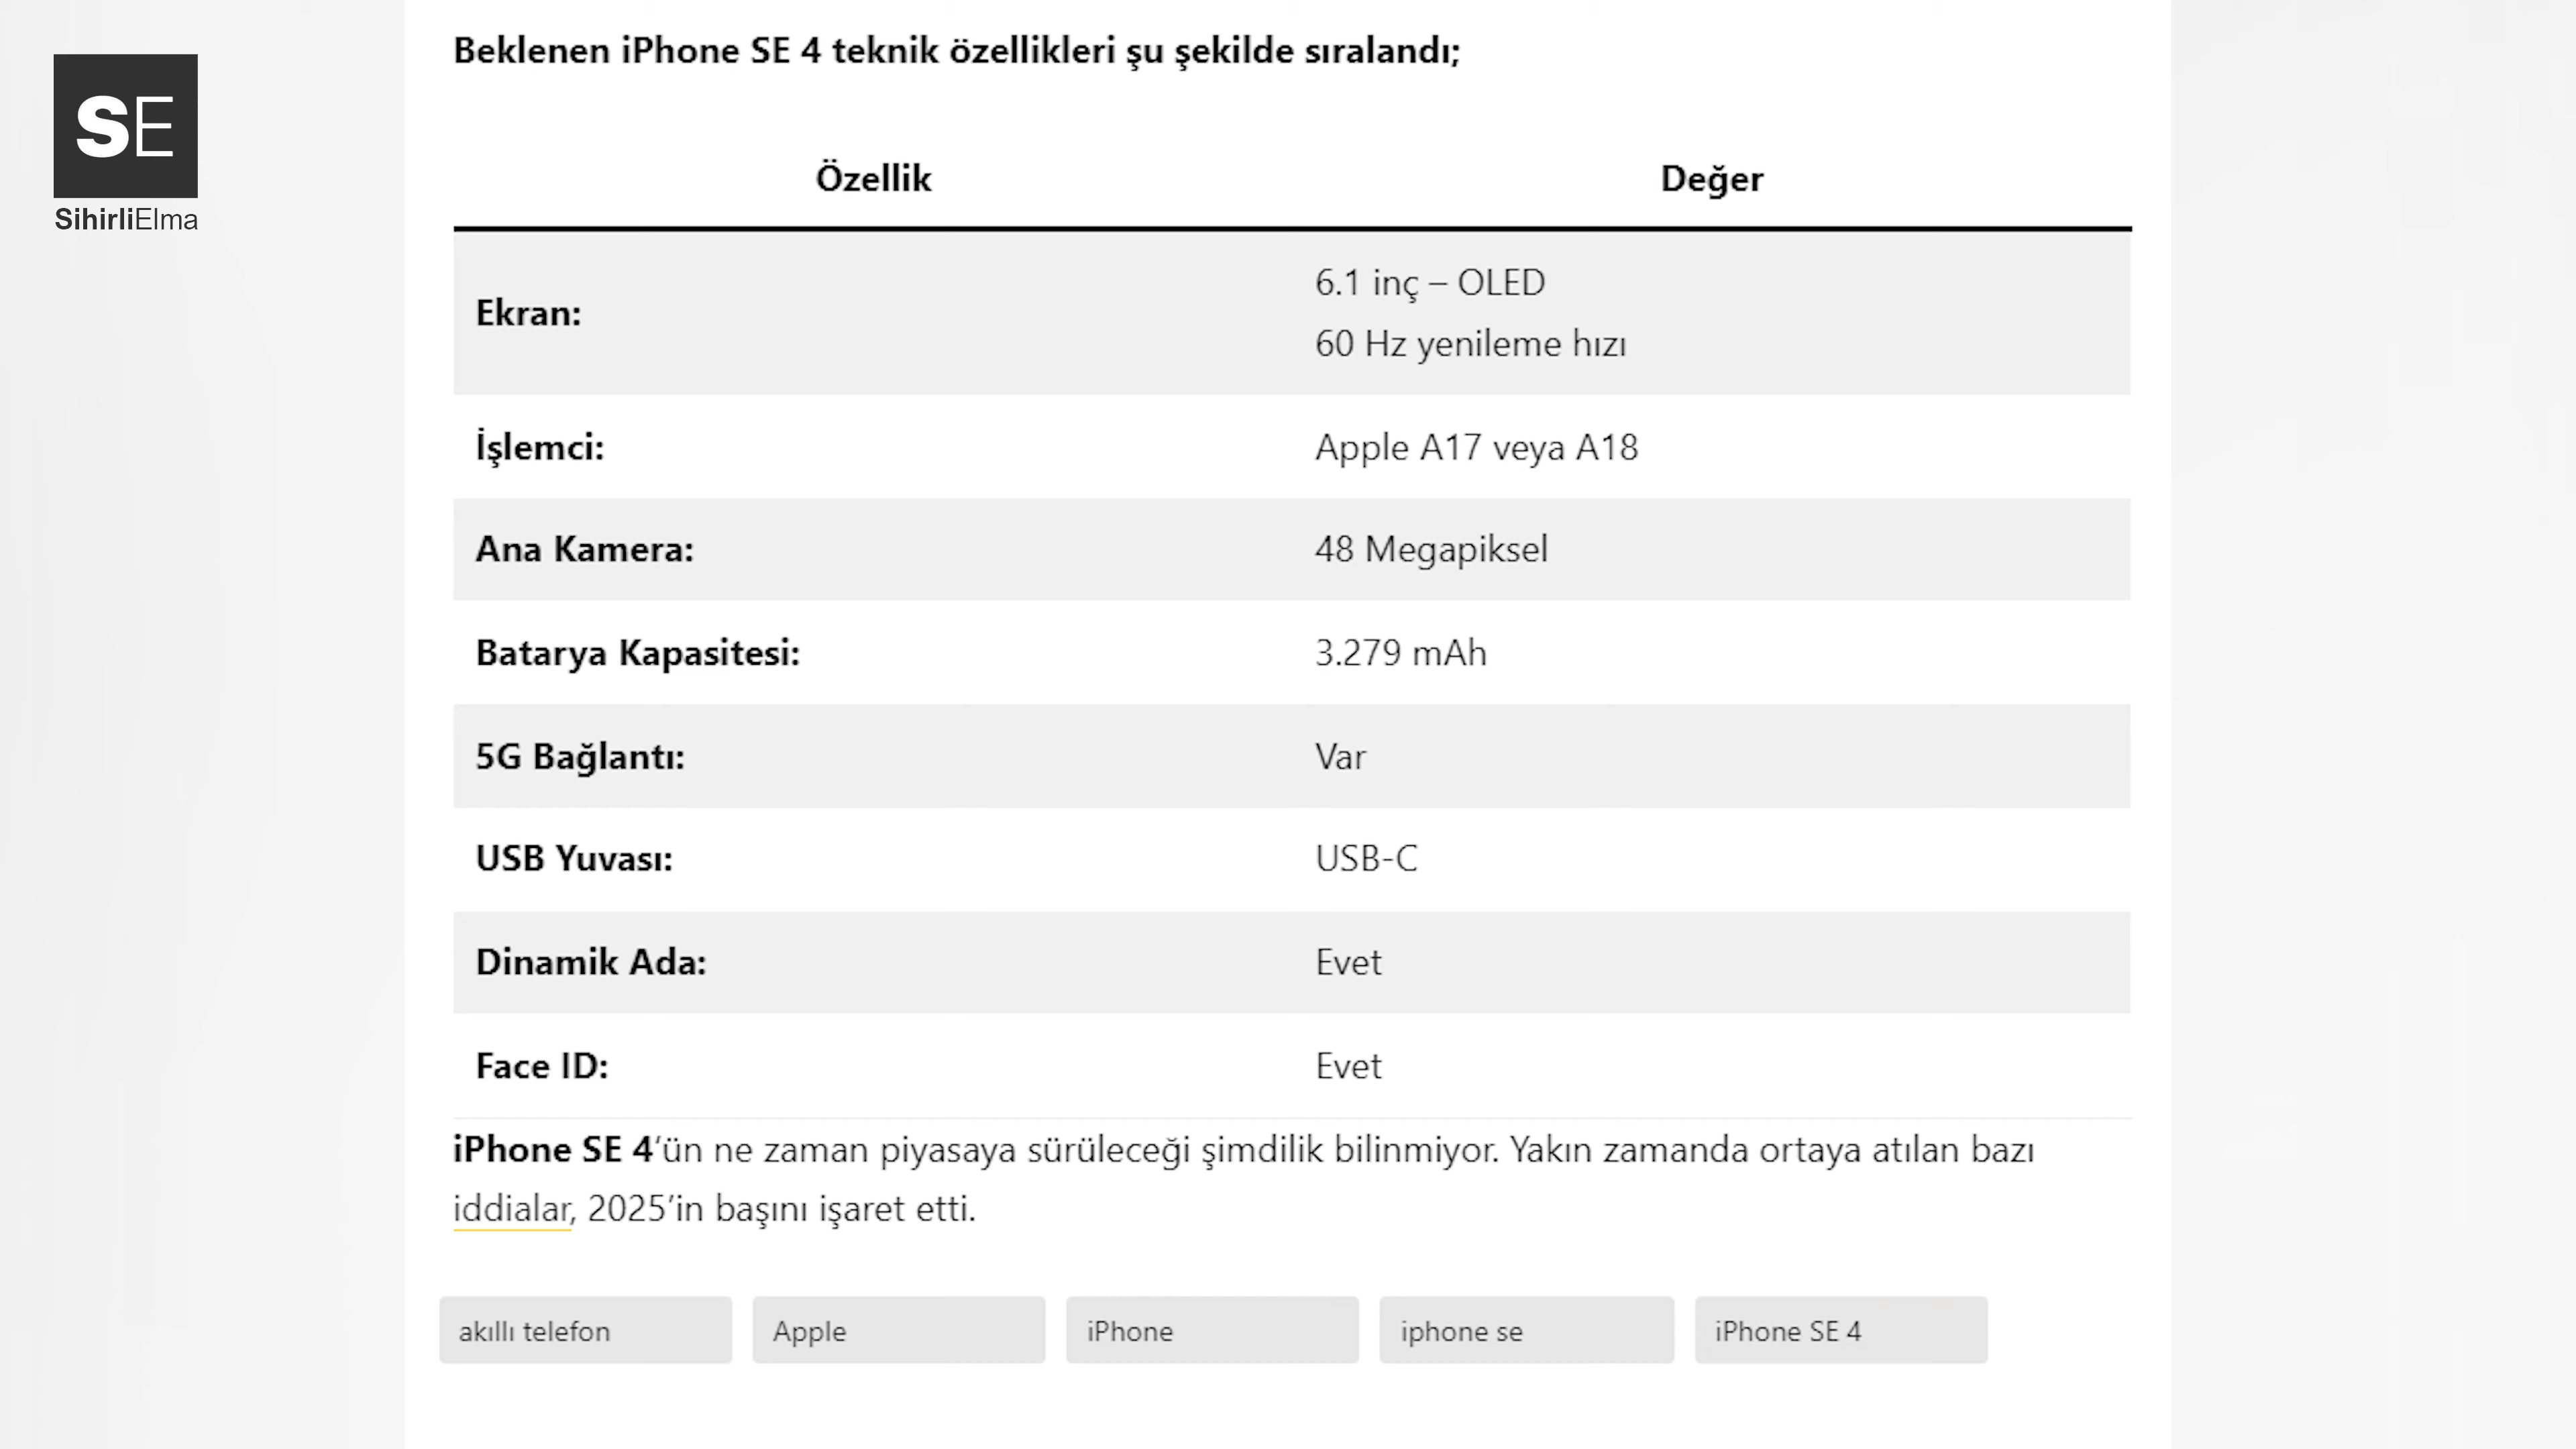 SE
SihirliElma
Beklenen iPhone SE 4 teknik özellikleri şu şekilde sıralandı;
Özellik Değer
Ekran: 6.1 inç – OLED
60 Hz yenileme hızı
İşlemci: Apple A17 veya A18
Ana Kamera: 48 Megapiksel
Batarya Kapasitesi: 3.279 mAh
5G Bağlantı: Var
USB Yuvası: USB-C
Dinamik Ada: Evet
Face ID: Evet
iPhone SE 4’ün ne zaman piyasaya sürüleceği şimdilik bilinmiyor. Yakın zamanda ortaya atılan bazı
iddialar, 2025’in başını işaret etti.
akıllı telefon Apple iPhone iphone se iPhone SE 4